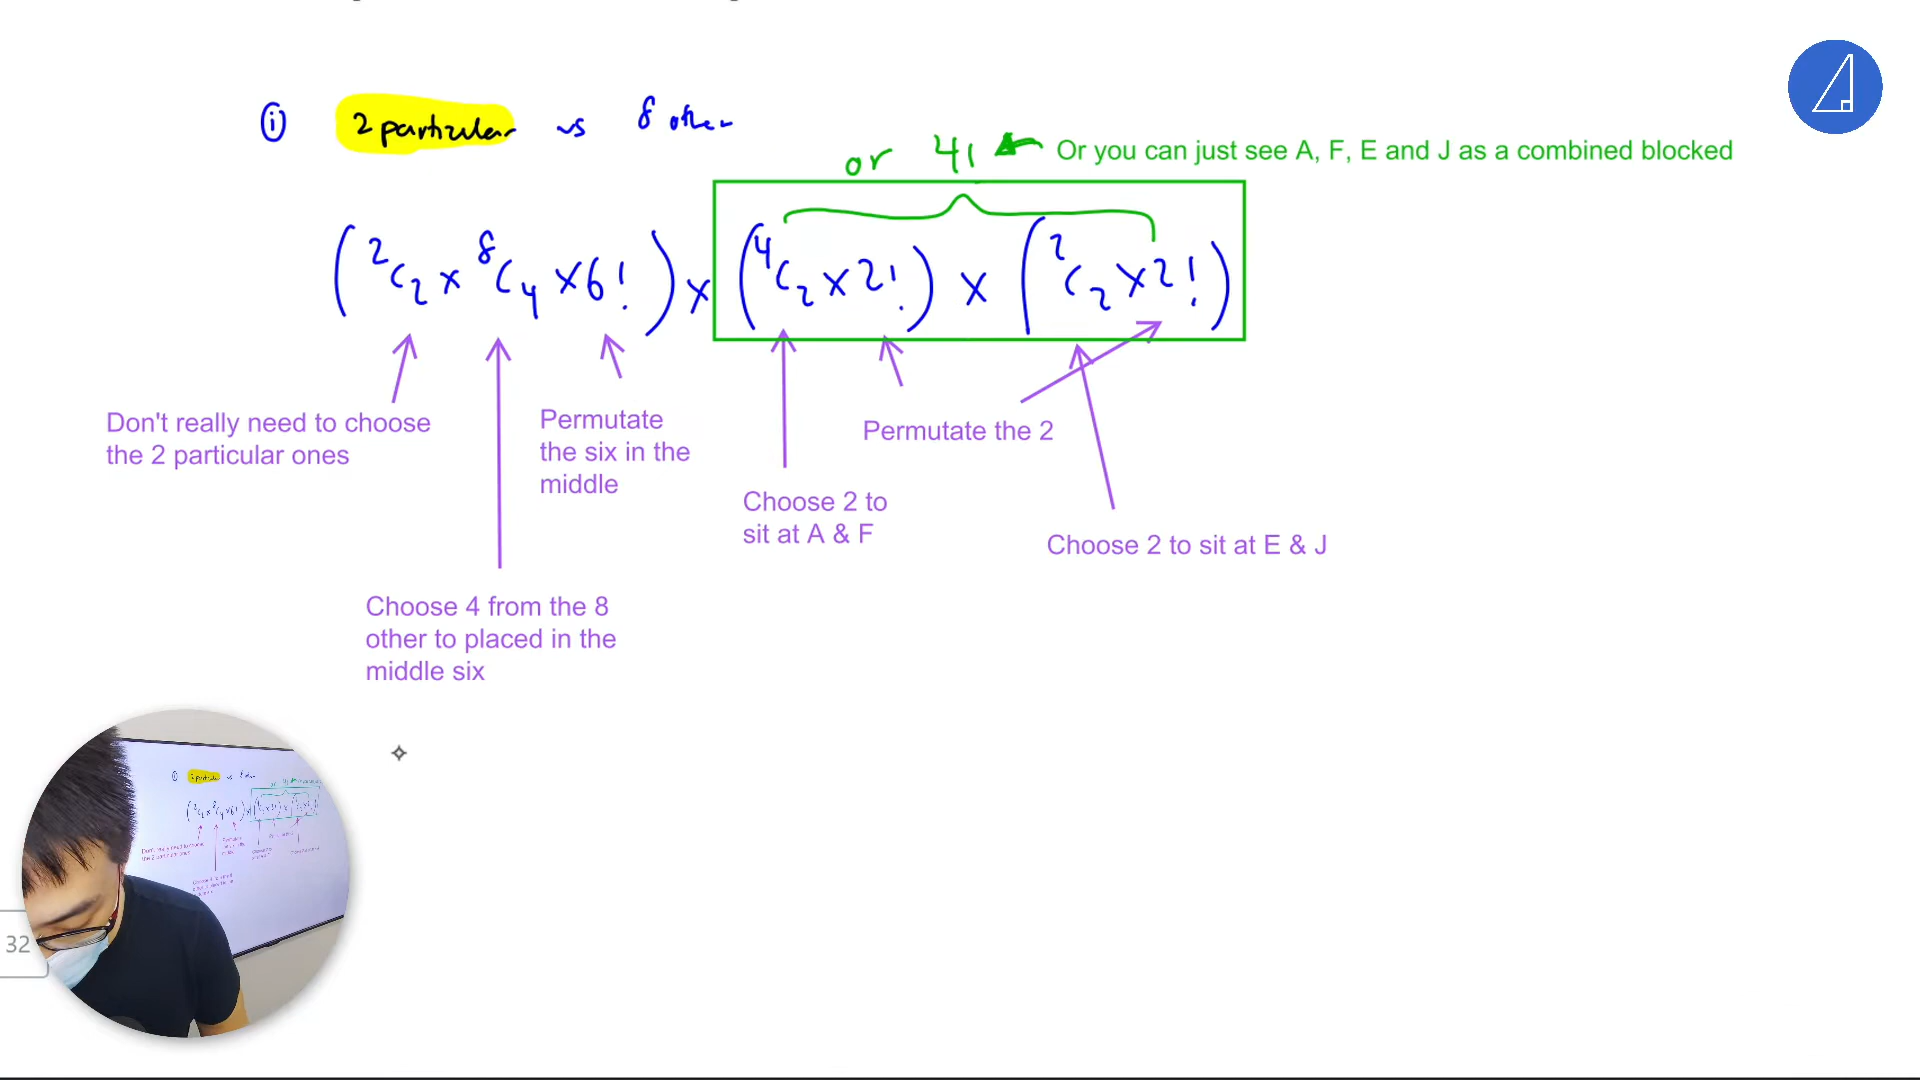 (i) 2 particular vs 8 other
or 4! Or you can just see A, F, E and J as a combined blocked
(²C₂ x ⁸C₄ x 6!) x (⁴C₂ x 2!) x (²C₂ x 2!)
Don't really need to choose
the 2 particular ones
Permutate
the six in the
middle
Permutate the 2
Choose 2 to
sit at A & F
Choose 2 to sit at E & J
Choose 4 from the 8
other to placed in the
middle six
32